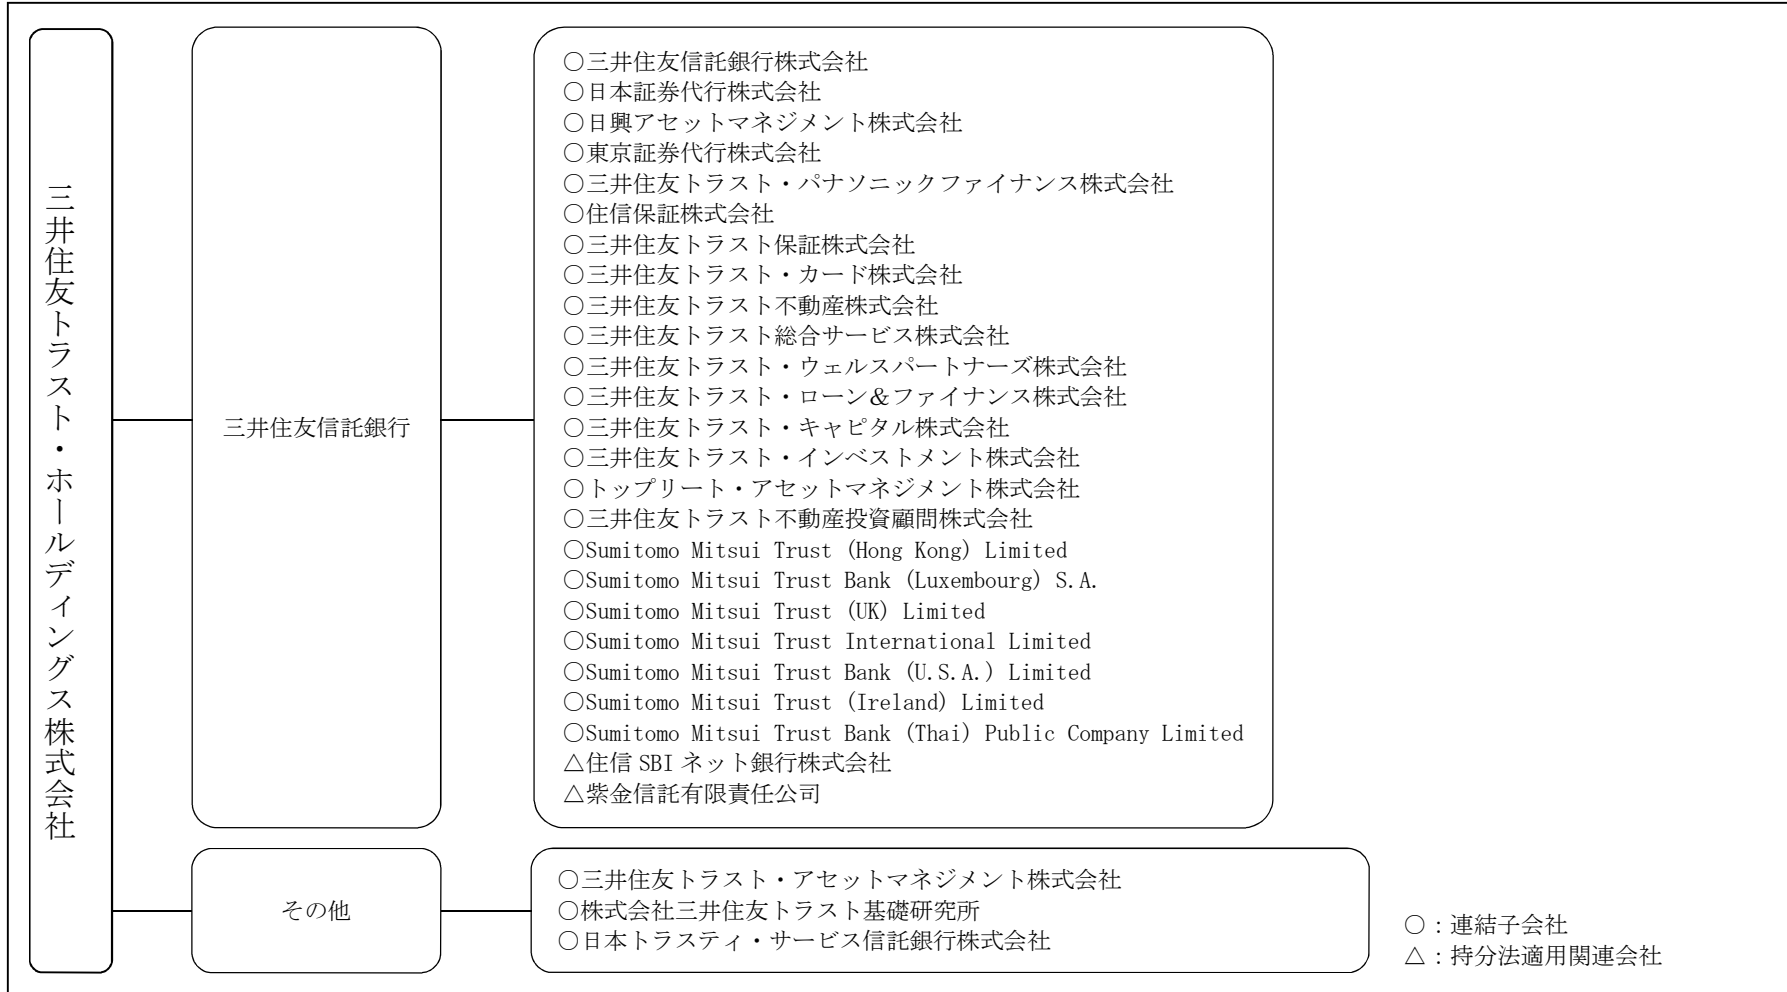 三井住友トラスト・ホールディングス株式会社
三井住友信託銀行
○三井住友信託銀行株式会社
○日本証券代行株式会社
○日興アセットマネジメント株式会社
○東京証券代行株式会社
○三井住友トラスト・パナソニックファイナンス株式会社
○住信保証株式会社
○三井住友トラスト保証株式会社
○三井住友トラスト・カード株式会社
○三井住友トラスト不動産株式会社
○三井住友トラスト総合サービス株式会社
○三井住友トラスト・ウェルスパートナーズ株式会社
○三井住友トラスト・ローン＆ファイナンス株式会社
○三井住友トラスト・キャピタル株式会社
○三井住友トラスト・インベストメント株式会社
○トップリート・アセットマネジメント株式会社
○三井住友トラスト不動産投資顧問株式会社
○Sumitomo Mitsui Trust (Hong Kong) Limited
○Sumitomo Mitsui Trust Bank (Luxembourg) S.A.
○Sumitomo Mitsui Trust (UK) Limited
○Sumitomo Mitsui Trust International Limited
○Sumitomo Mitsui Trust Bank (U.S.A.) Limited
○Sumitomo Mitsui Trust (Ireland) Limited
○Sumitomo Mitsui Trust Bank (Thai) Public Company Limited
△住信 SBI ネット銀行株式会社
△紫金信託有限責任公司
その他
○三井住友トラスト・アセットマネジメント株式会社
○株式会社三井住友トラスト基礎研究所
○日本トラスティ・サービス信託銀行株式会社
○：連結子会社
△：持分法適用関連会社